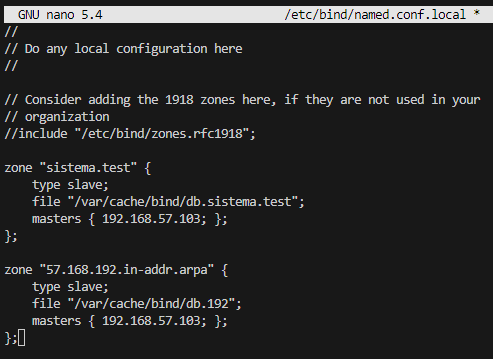 GNU nano 5.4 /etc/bind/named.conf.local *
//
// Do any local configuration here
//
// Consider adding the 1918 zones here, if they are not used in your
// organization
//include "/etc/bind/zones.rfc1918";
zone "sistema.test" {
    type slave;
    file "/var/cache/bind/db.sistema.test";
    masters { 192.168.57.103; };
};
zone "57.168.192.in-addr.arpa" {
    type slave;
    file "/var/cache/bind/db.192";
    masters { 192.168.57.103; };
};